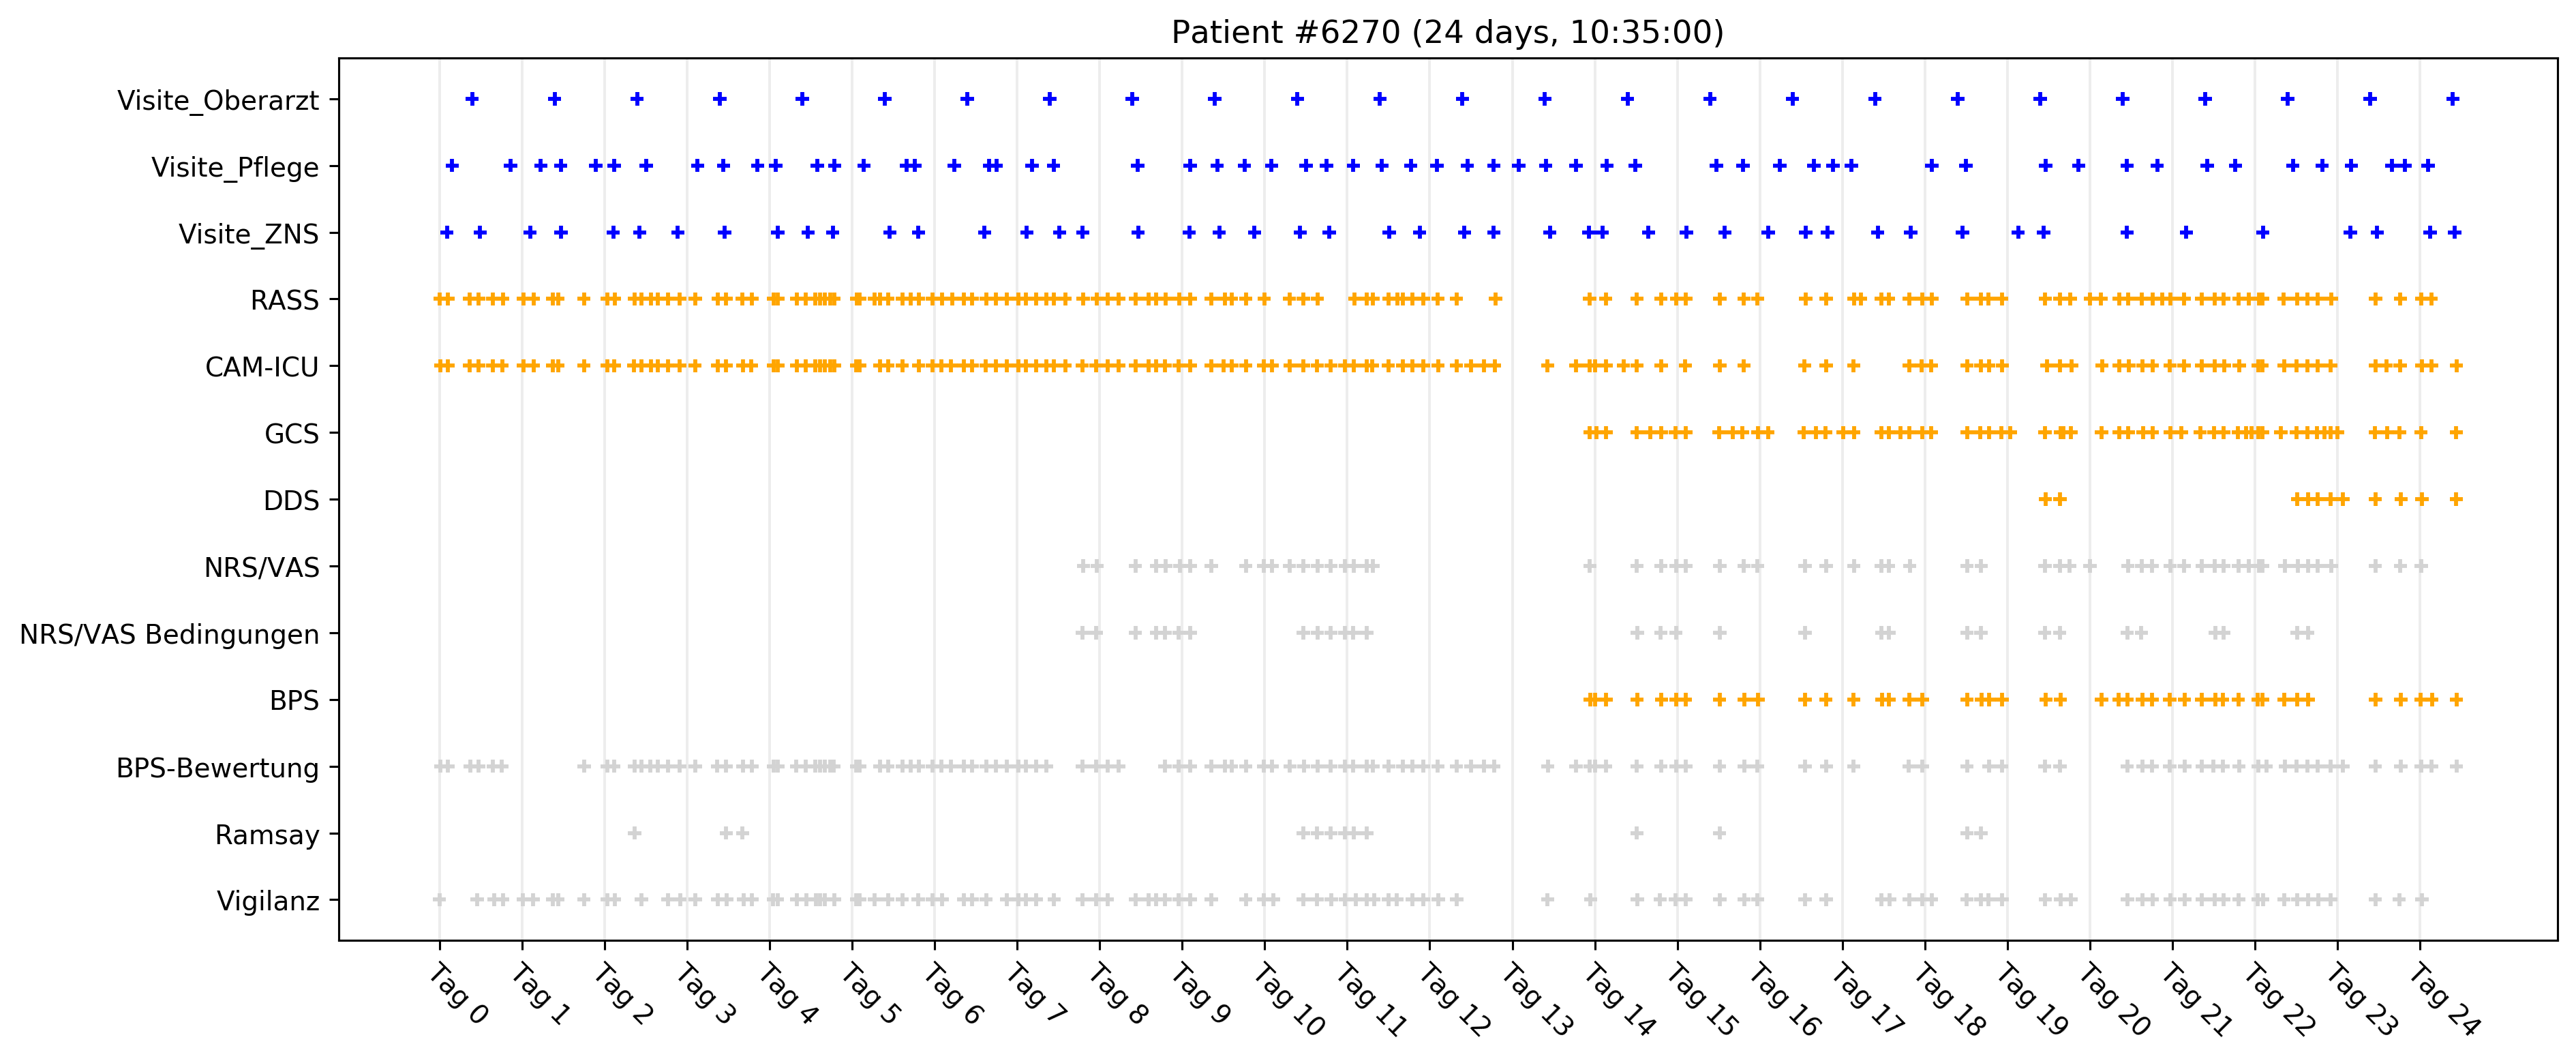 Patient #6270 (24 days, 10:35:00)
Visite_Oberarzt
Visite_Pflege
Visite_ZNS
RASS
CAM-ICU
GCS
DDS
NRS/VAS
NRS/VAS Bedingungen
BPS
BPS-Bewertung
Ramsay
Vigilanz
Tag 0
Tag 1
Tag 2
Tag 3
Tag 4
Tag 5
Tag 6
Tag 7
Tag 8
Tag 9
Tag 10
Tag 11
Tag 12
Tag 13
Tag 14
Tag 15
Tag 16
Tag 17
Tag 18
Tag 19
Tag 20
Tag 21
Tag 22
Tag 23
Tag 24